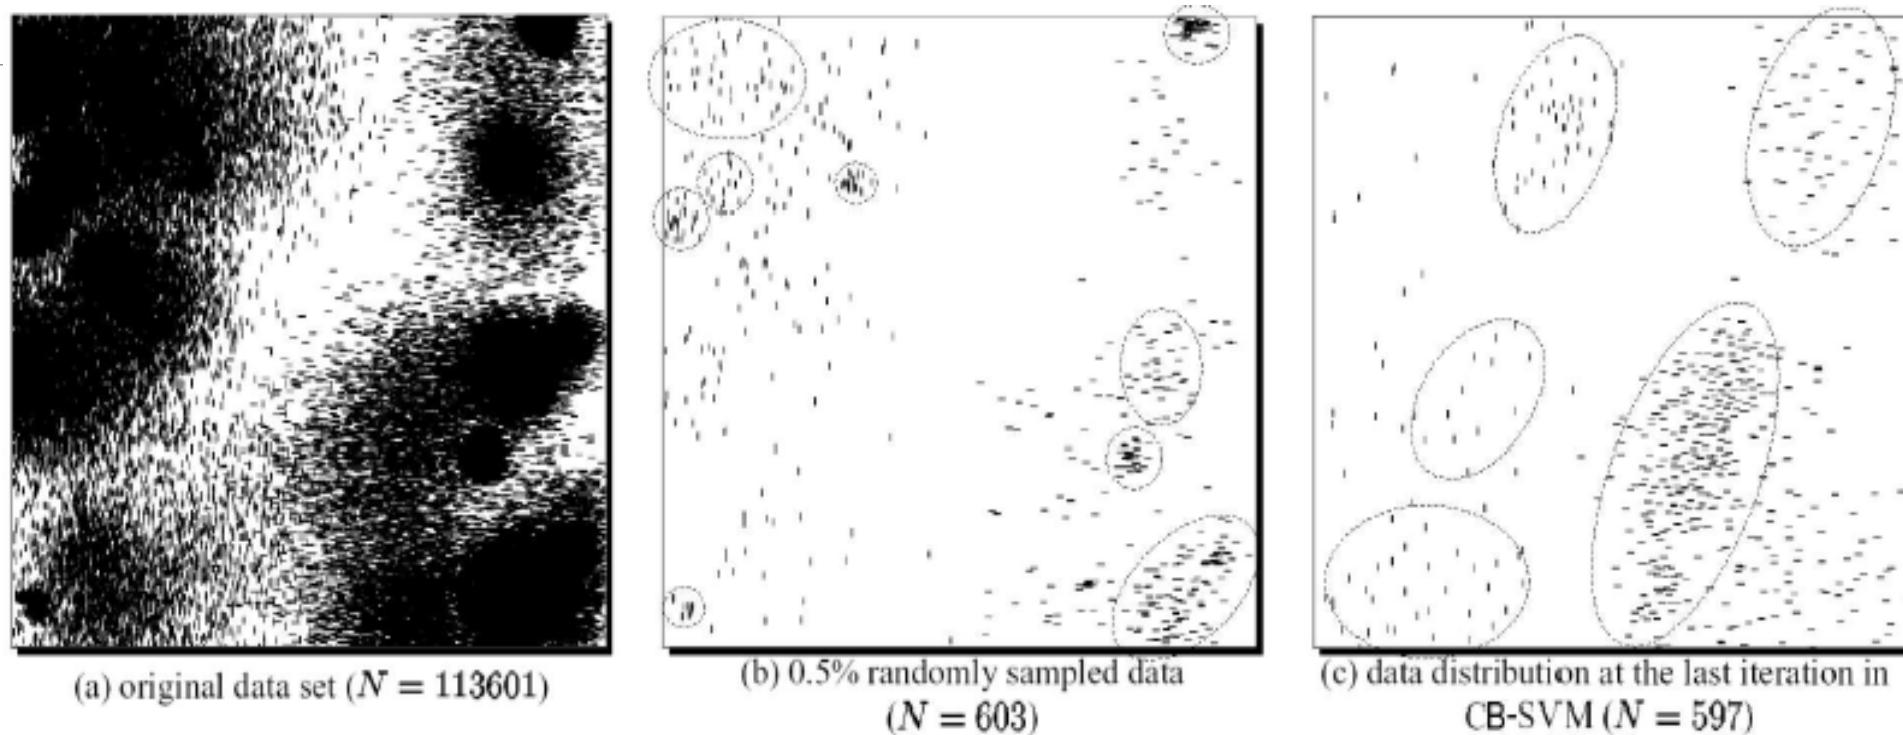 (a) original data set (N = 113601)
(b) 0.5% randomly sampled data
(N = 603)
(c) data distribution at the last iteration in
CB-SVM (N = 597)